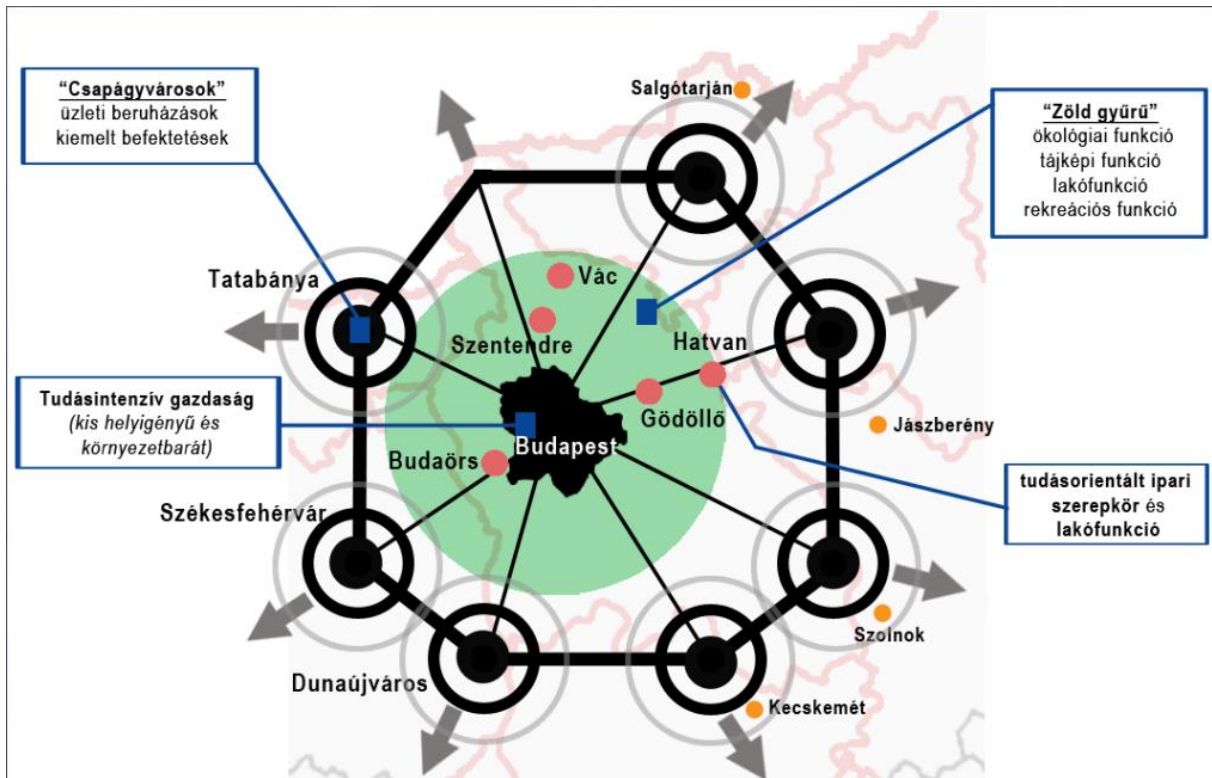 “Csapágyvárosok”
üzleti beruházások
kiemelt befektetések
Salgótarján
“Zöld gyűrű”
ökológiai funkció
tájképi funkció
lakófunkció
rekreációs funkció
Tatabánya
Vác
Szentendre
Hatvan
Tudásintenzív gazdaság
(kis helyigényű és
környezetbarát)
Gödöllő
Jászberény
Budapest
Budaörs
tudásorientált ipari
szerepkör és
lakófunkció
Székesfehérvár
Szolnok
Dunaújváros
Kecskemét